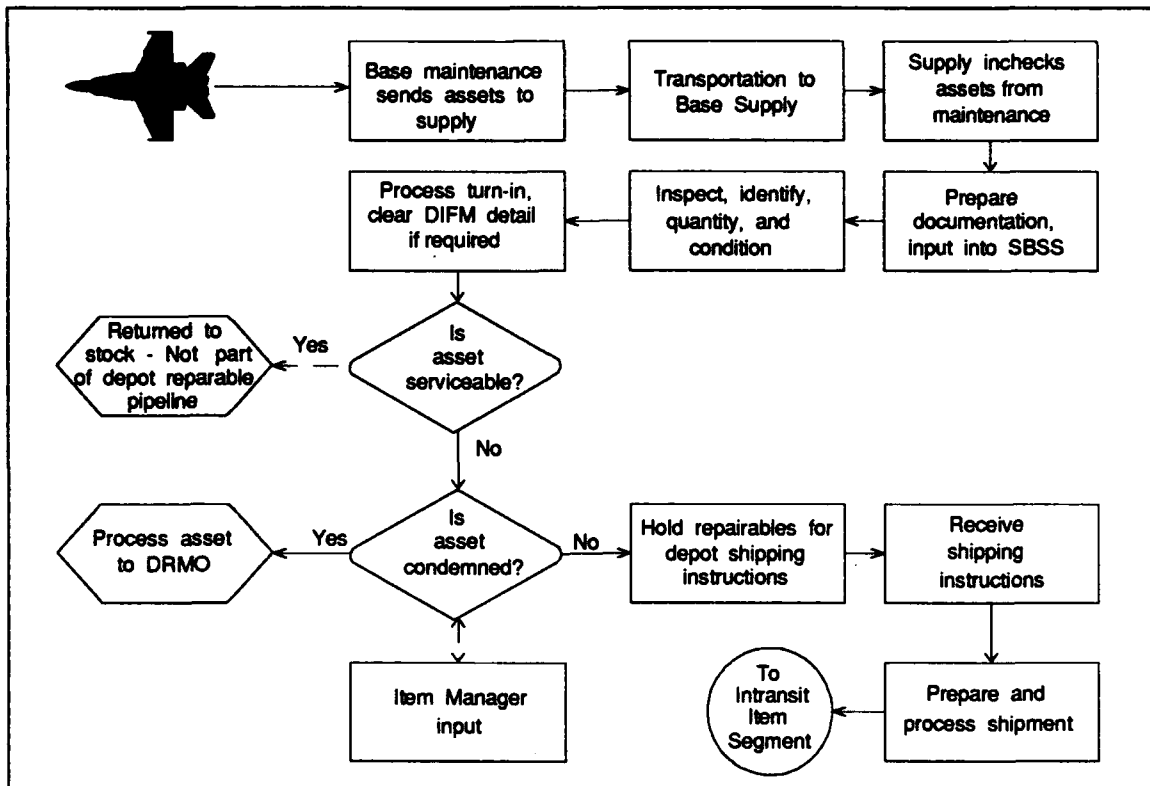 Base maintenance
sends assets to
supply
Transportation to
Base Supply
Supply inchecks
assets from
maintenance
Process turn-in,
clear DIFM detail
if required
Inspect, identify,
quantity, and
condition
Prepare
documentation,
input into SBSS
Returned to
stock - Not part
of depot reparable
pipeline
Yes
Is
asset
serviceable?
No
Process asset
to DRMO
Yes
Is
asset
condemned?
No
Hold repairables for
depot shipping
instructions
Receive
shipping
instructions
Item Manager
input
To
Intransit
Item
Segment
Prepare and
process shipment